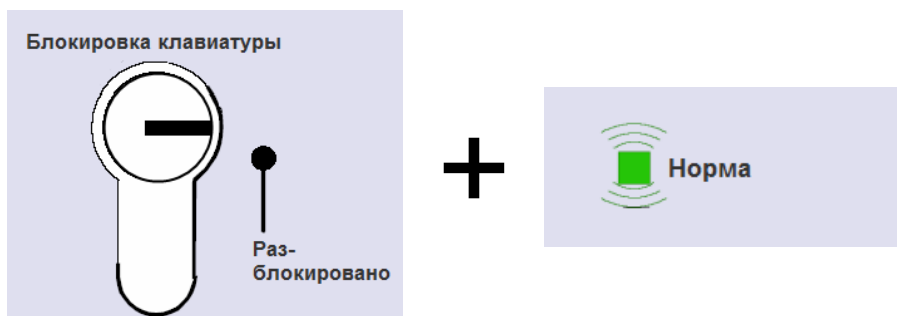 Блокировка клавиатуры
Раз-
блокировано
Норма